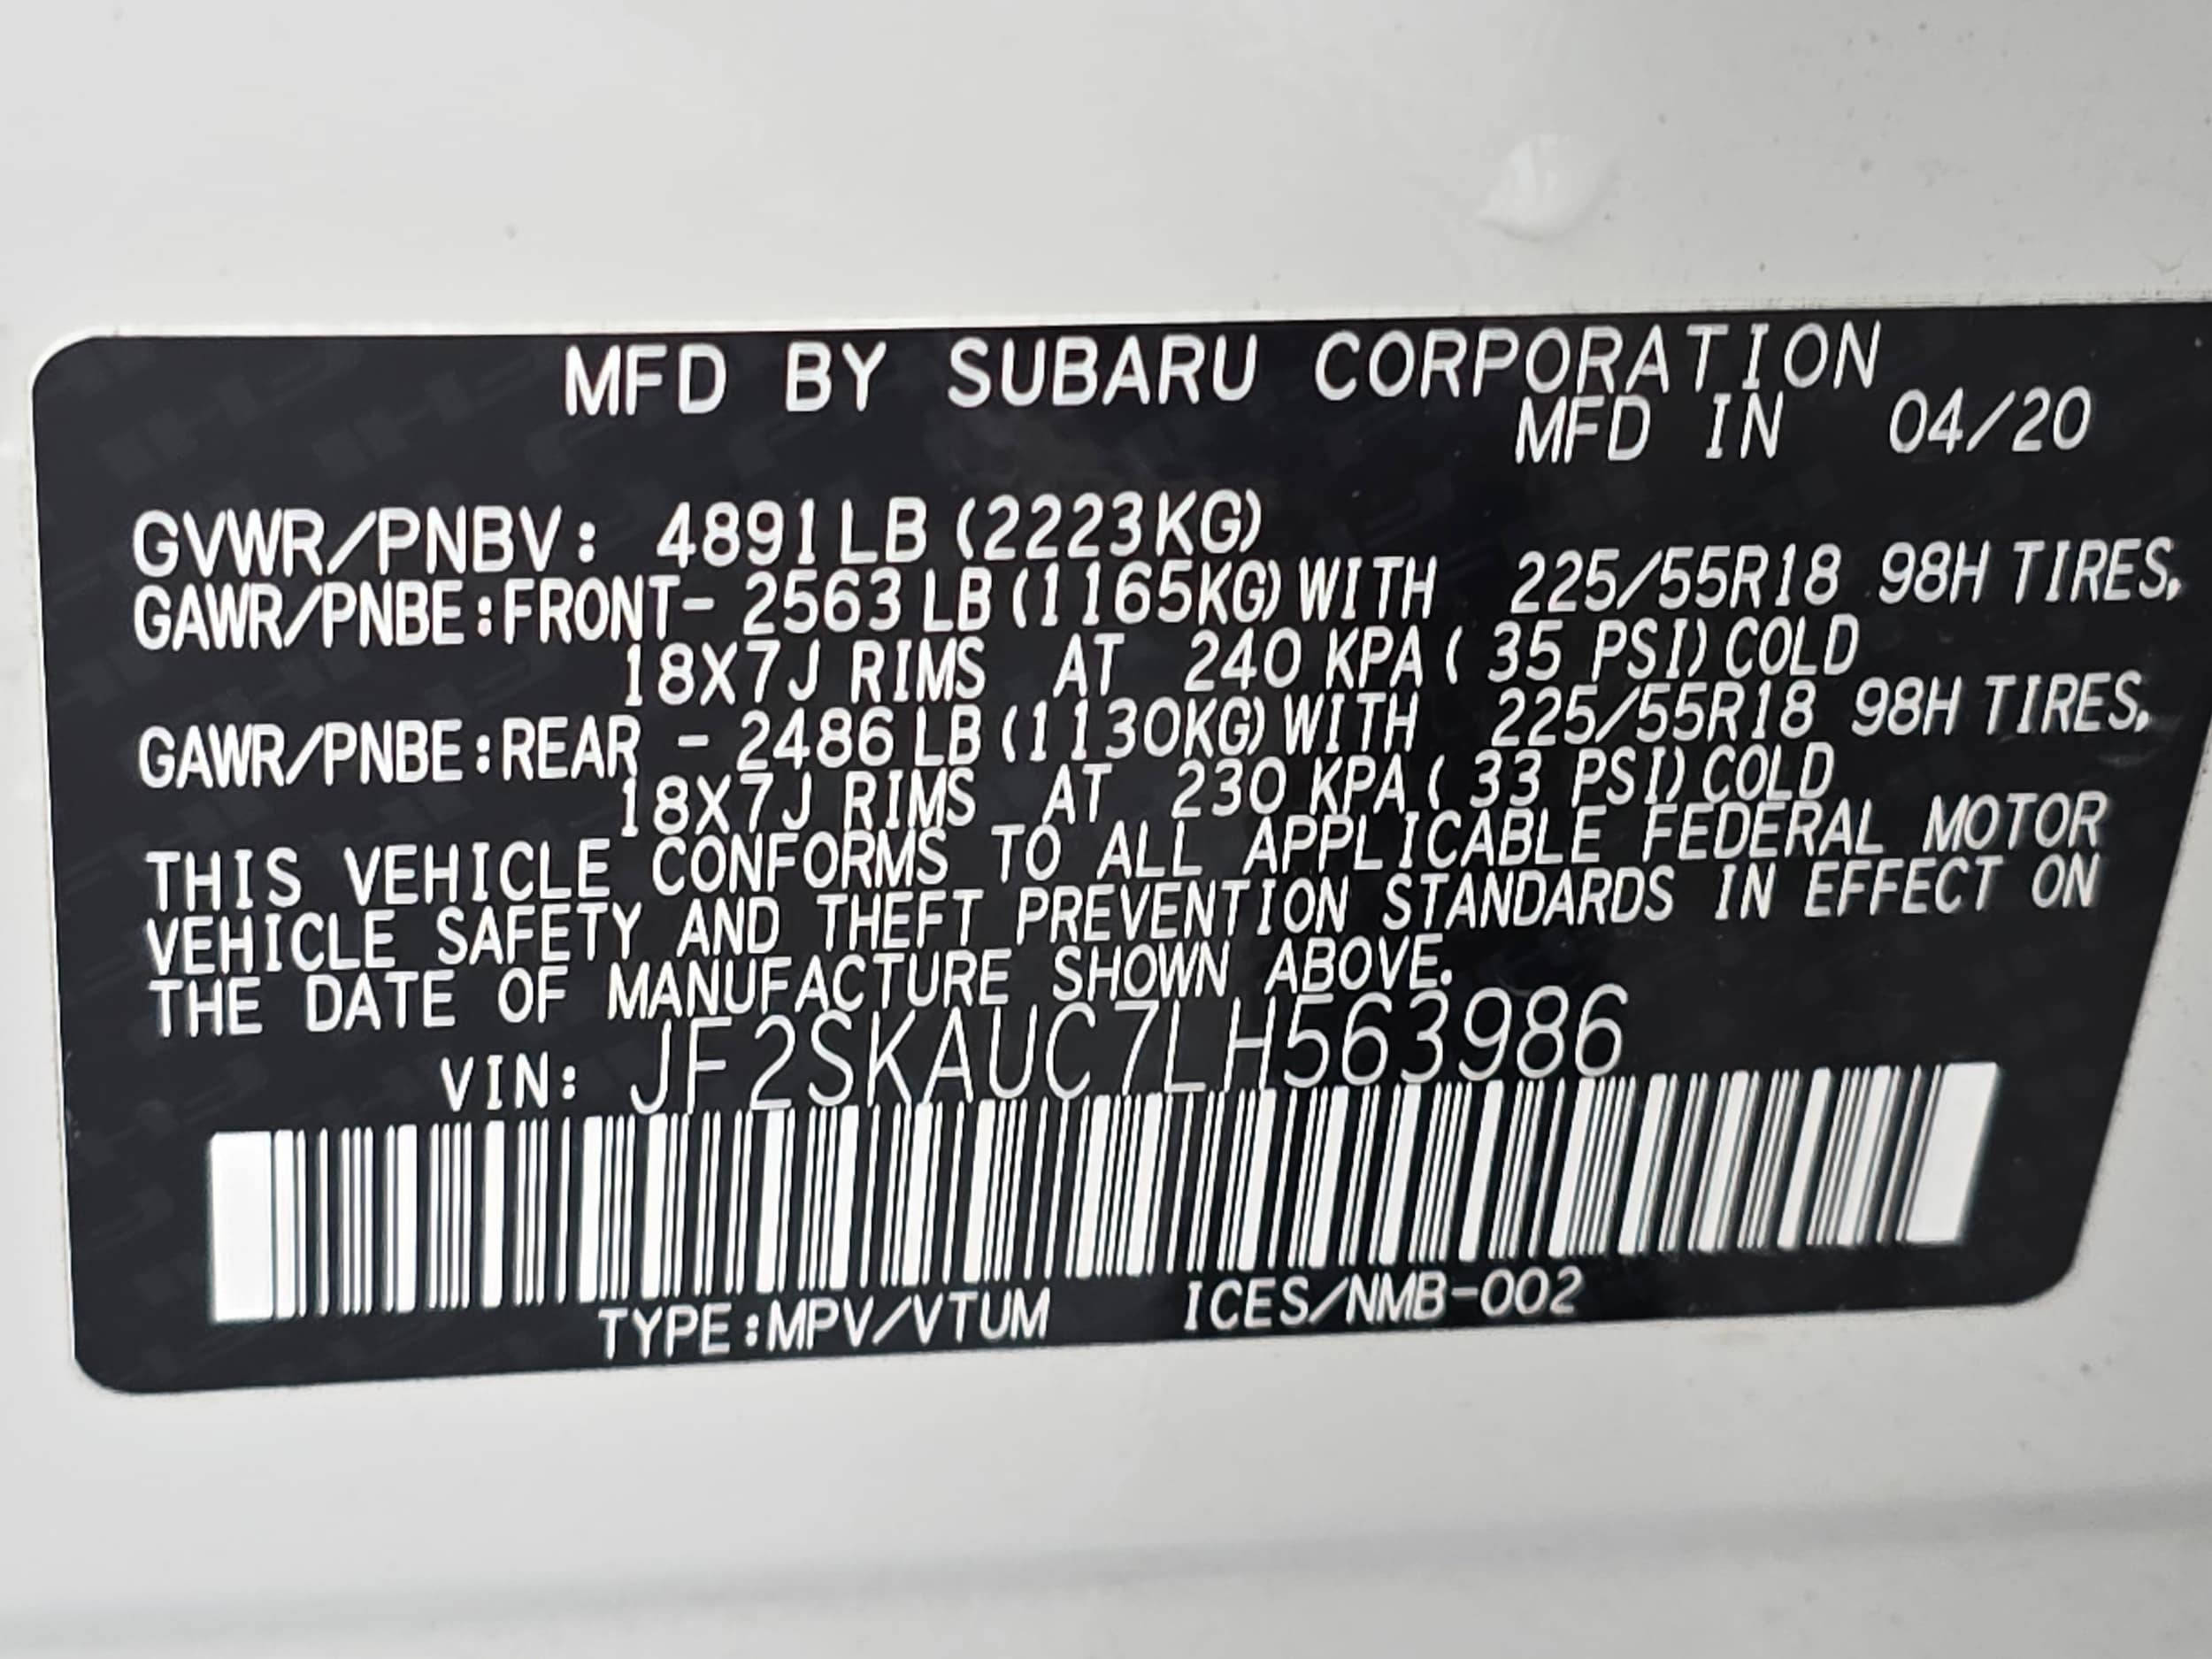 MFD BY SUBARU CORPORATION
MFD IN 04/20
GVWR/PNBV: 4891LB (2223KG)
GAWR/PNBE:FRONT- 2563 LB (1165KG) WITH 225/55R18 98H TIRES,
18X7J RIMS AT 240 KPA ( 35 PSI) COLD
GAWR/PNBE:REAR - 2486 LB (1130KG) WITH 225/55R18 98H TIRES,
18X7J RIMS AT 230 KPA ( 33 PSI) COLD
THIS VEHICLE CONFORMS TO ALL APPLICABLE FEDERAL MOTOR
VEHICLE SAFETY AND THEFT PREVENTION STANDARDS IN EFFECT ON
THE DATE OF MANUFACTURE SHOWN ABOVE.
VIN: JF2SKAUC7LH563986
TYPE:MPV/VTUM ICES/NMB-002